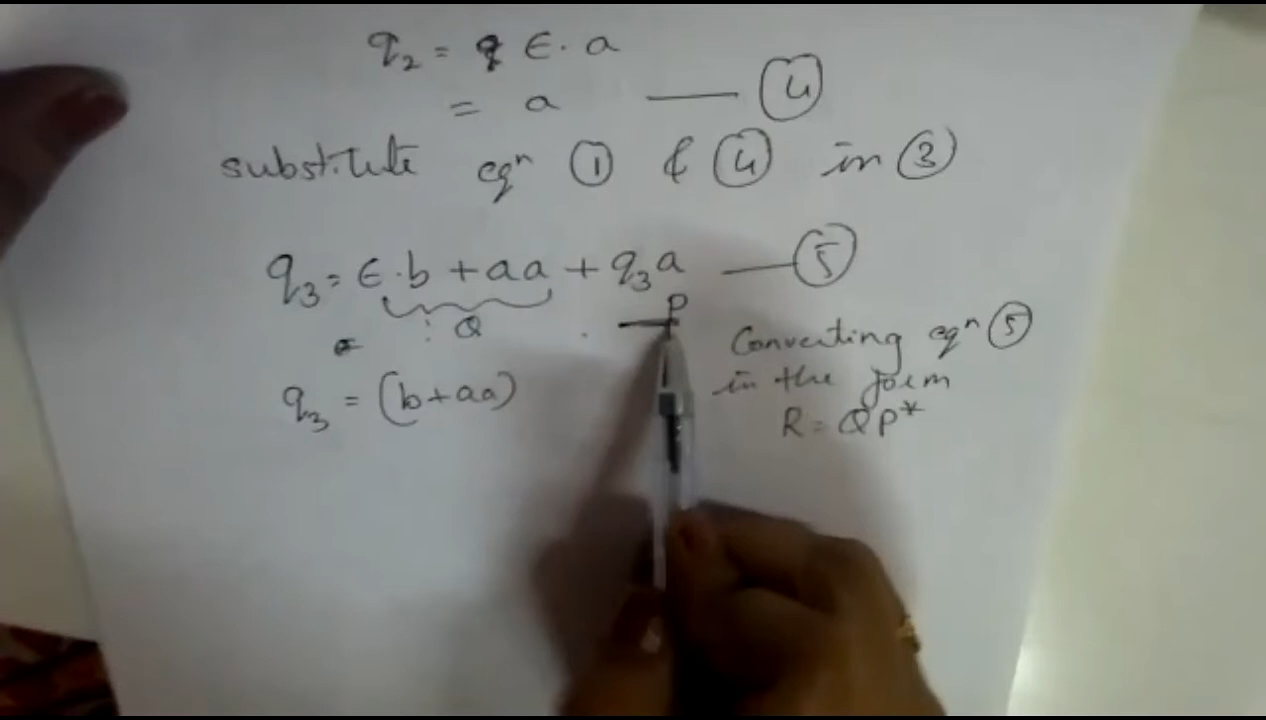 q₂ = q ϵ· a
= a — ④
substitute eqⁿ ① & ④ in ③
q₃ = ϵ·b + aa + q₃a — ⑤
Q
P
q₃ = (b+aa)
Converting eqⁿ ⑤
in the form
R = QP*